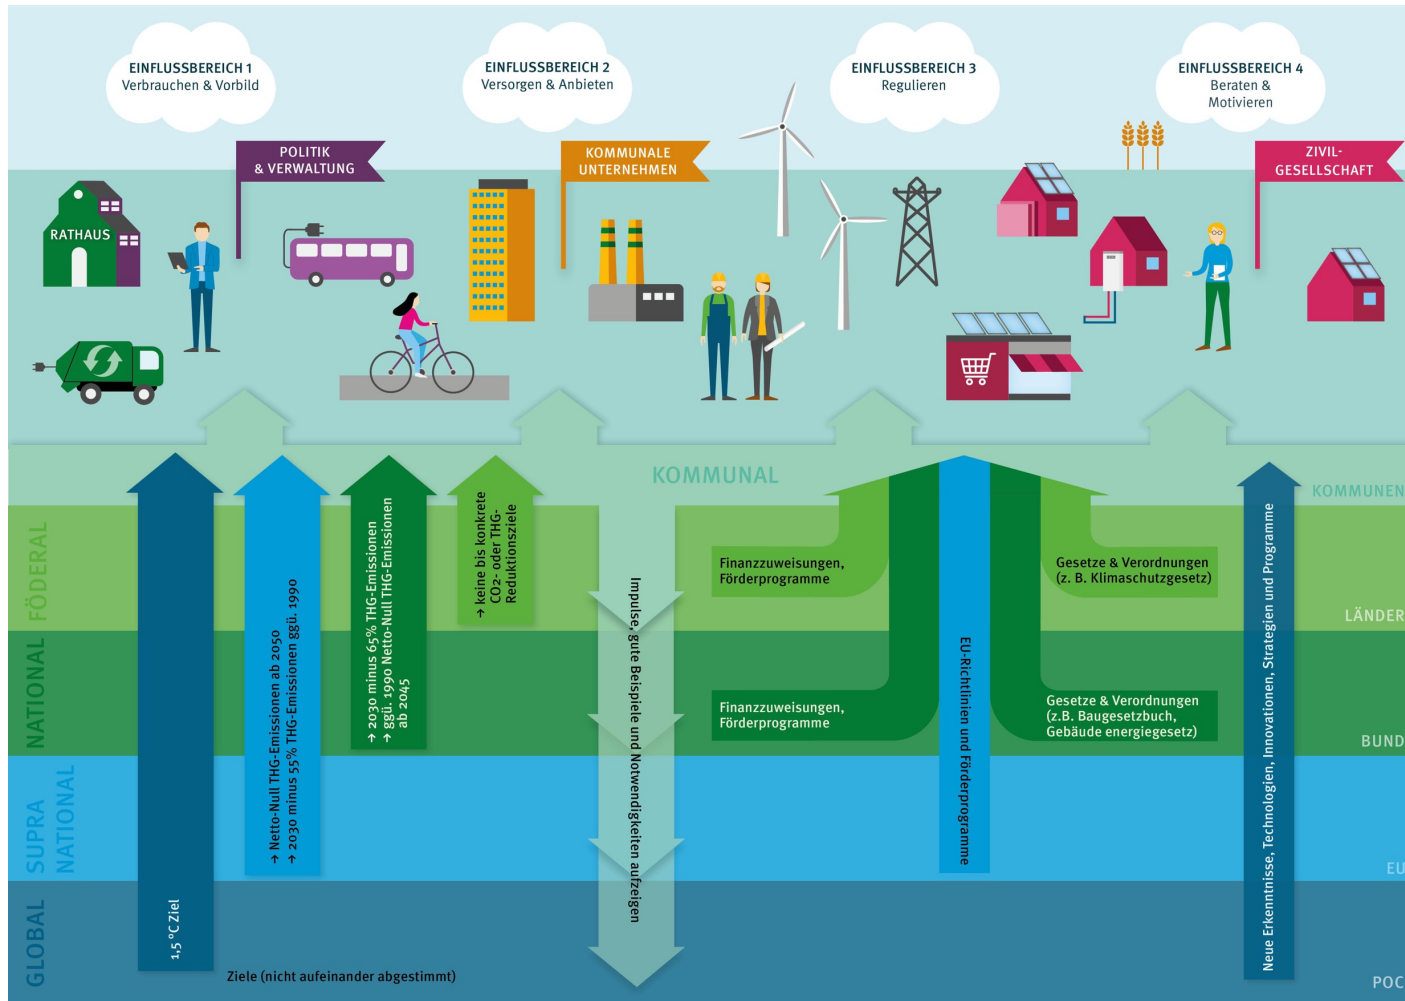 EINFLUSSBEREICH 1
Verbrauchen & Vorbild
EINFLUSSBEREICH 2
Versorgen & Anbieten
EINFLUSSBEREICH 3
Regulieren
EINFLUSSBEREICH 4
Beraten &
Motivieren
POLITIK
& VERWALTUNG
KOMMUNALE
UNTERNEHMEN
ZIVIL-
GESELLSCHAFT
RATHAUS
KOMMUNAL
KOMMUNEN
FÖDERAL
LÄNDER
NATIONAL
BUND
SUPRA
NATIONAL
EU
GLOBAL
POC
1,5 °C Ziel
→ Netto-Null THG-Emissionen ab 2050
→ 2030 minus 55% THG-Emissionen ggü. 1990
→ 2030 minus 65% THG-Emissionen
→ ggü. 1990 Netto-Null THG-Emissionen
ab 2045
→ keine bis konkrete
CO2- oder THG-
Reduktionsziele
Ziele (nicht aufeinander abgestimmt)
Impulse, gute Beispiele und Notwendigkeiten aufzeigen
Finanzzuweisungen,
Förderprogramme
Gesetze & Verordnungen
(z. B. Klimaschutzgesetz)
Finanzzuweisungen,
Förderprogramme
Gesetze & Verordnungen
(z.B. Baugesetzbuch,
Gebäude energiegesetz)
EU-Richtlinien und Förderprogramme
Neue Erkenntnisse, Technologien, Innovationen, Strategien und Programme